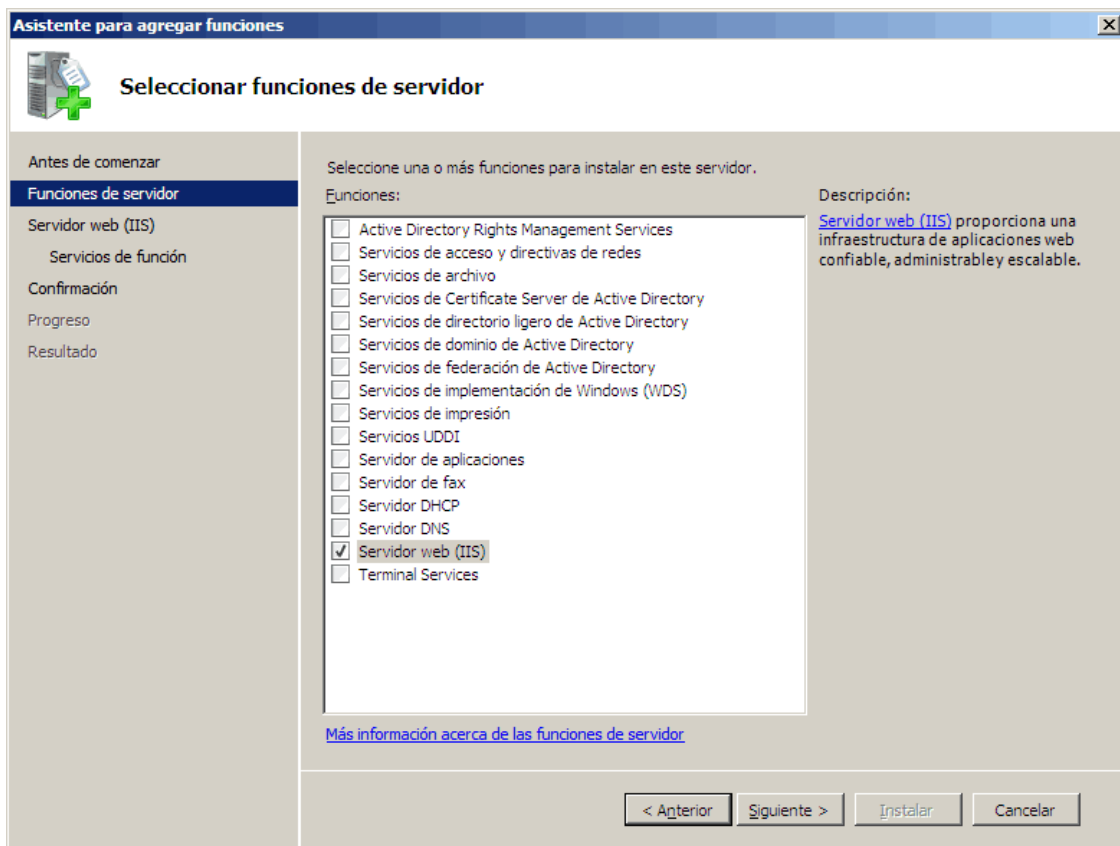 Asistente para agregar funciones
Seleccionar funciones de servidor
Antes de comenzar
Funciones de servidor
Servidor web (IIS)
Servicios de función
Confirmación
Progreso
Resultado
Seleccione una o más funciones para instalar en este servidor.
Funciones:
Active Directory Rights Management Services
Servicios de acceso y directivas de redes
Servicios de archivo
Servicios de Certificate Server de Active Directory
Servicios de directorio ligero de Active Directory
Servicios de dominio de Active Directory
Servicios de federación de Active Directory
Servicios de implementación de Windows (WDS)
Servicios de impresión
Servicios UDDI
Servidor de aplicaciones
Servidor de fax
Servidor DHCP
Servidor DNS
Servidor web (IIS)
Terminal Services
Más información acerca de las funciones de servidor
Descripción:
Servidor web (IIS) proporciona una
infraestructura de aplicaciones web
confiable, administrabley escalable.
< Anterior
Siguiente >
Instalar
Cancelar